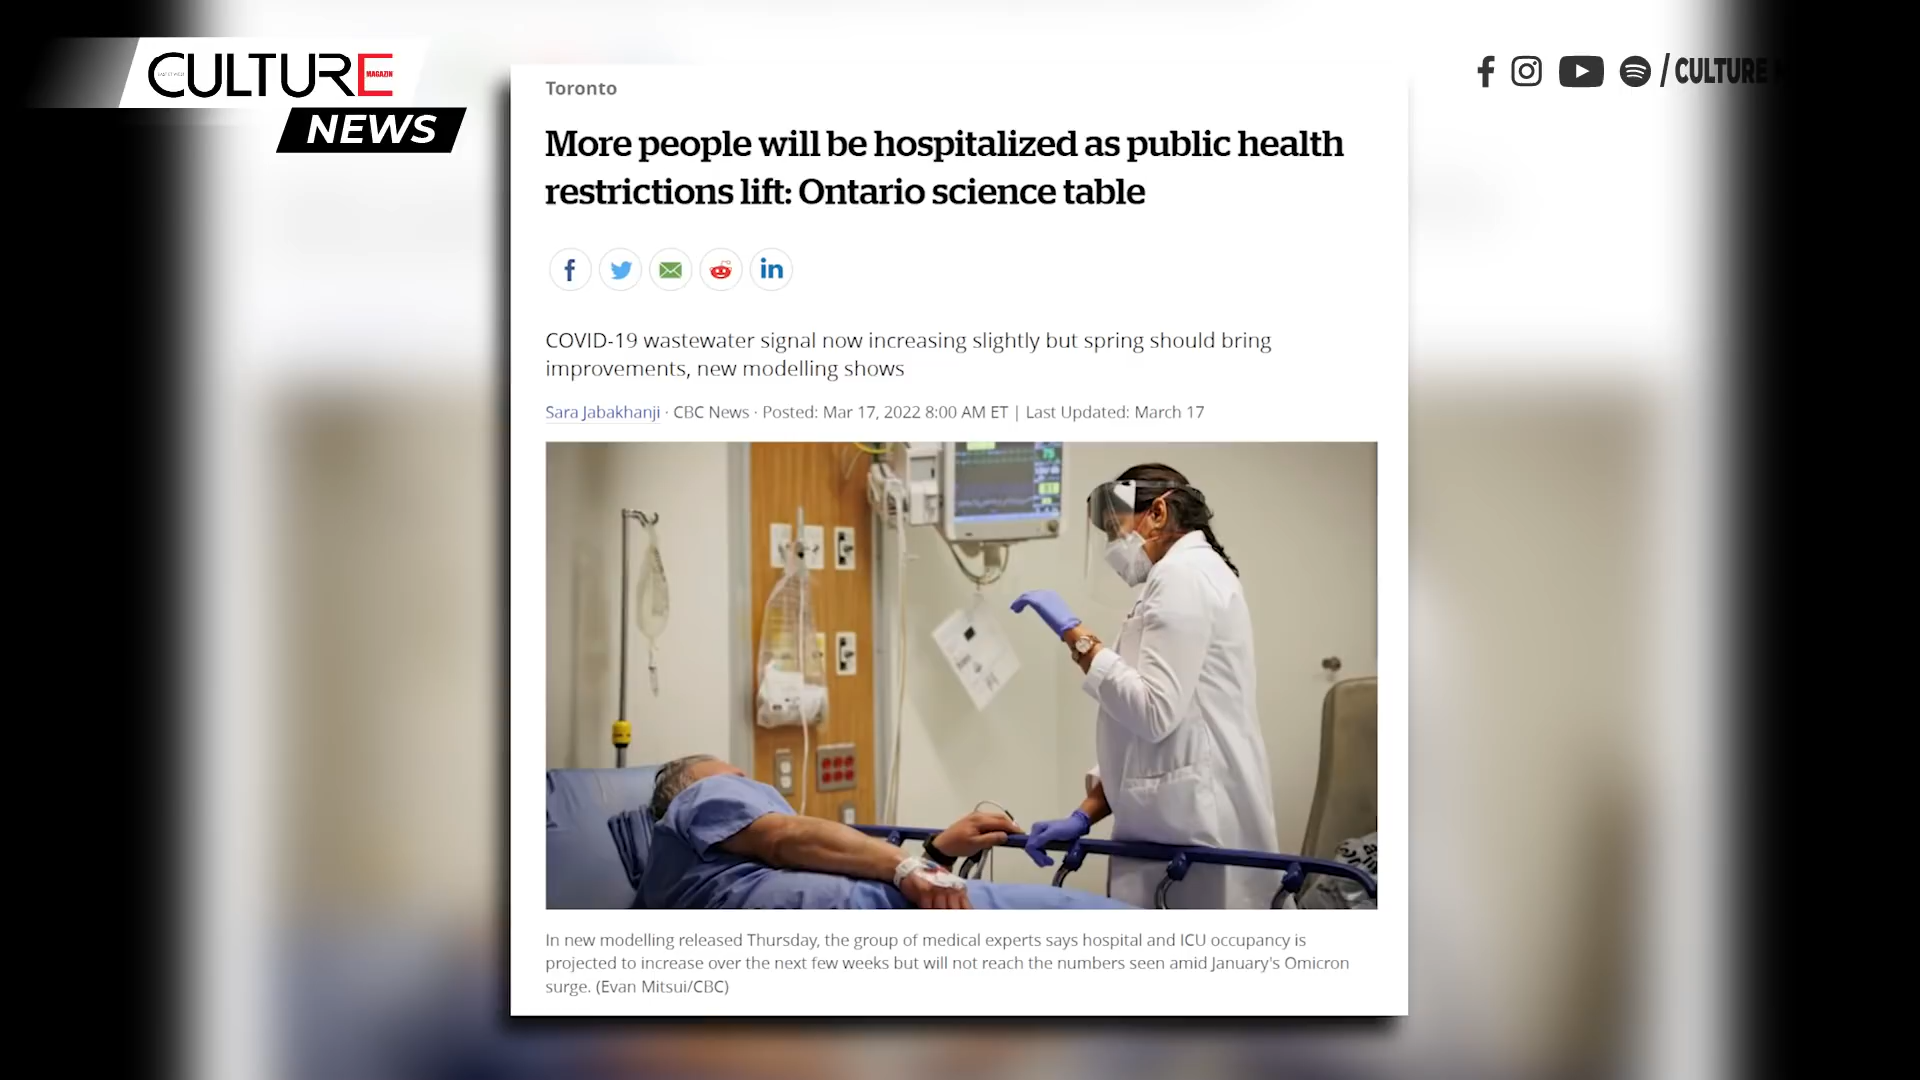 CULTURE
MAGAZIN
NEWS
/ CULTURE
Toronto
More people will be hospitalized as public health
restrictions lift: Ontario science table
COVID-19 wastewater signal now increasing slightly but spring should bring
improvements, new modelling shows
Sara Jabakhanji · CBC News · Posted: Mar 17, 2022 8:00 AM ET | Last Updated: March 17
In new modelling released Thursday, the group of medical experts says hospital and ICU occupancy is
projected to increase over the next few weeks but will not reach the numbers seen amid January's Omicron
surge. (Evan Mitsui/CBC)